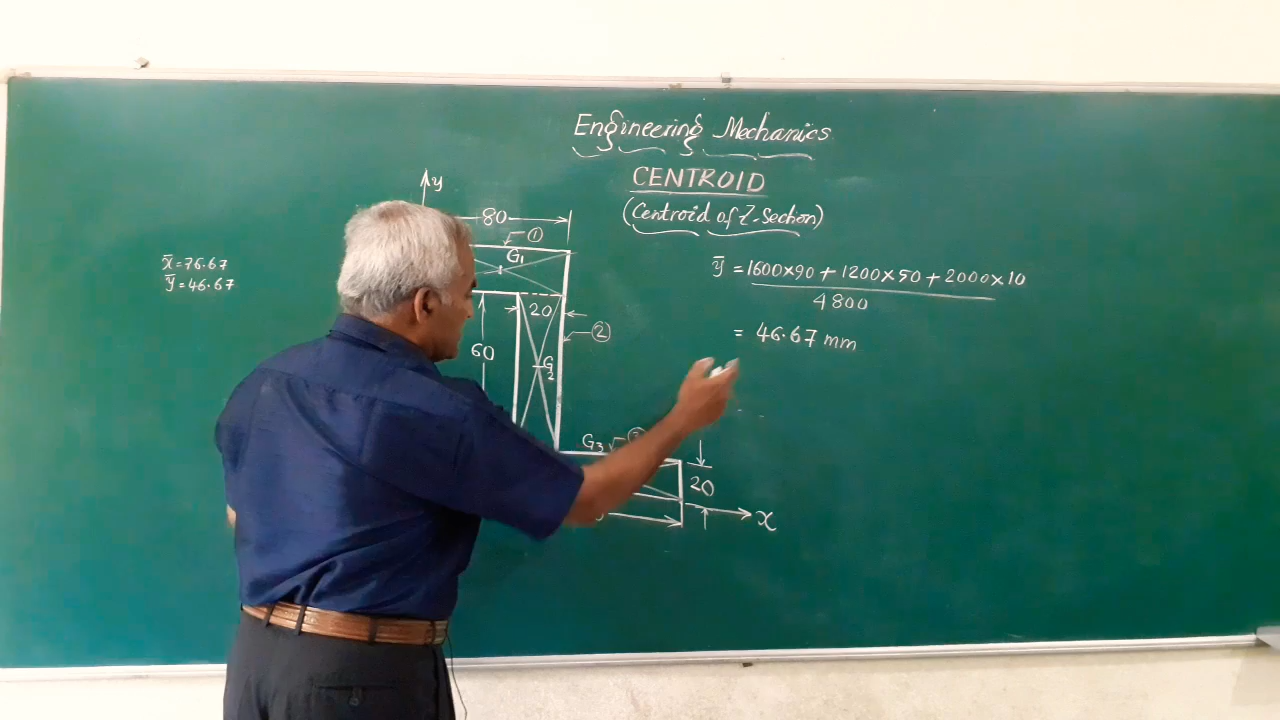 Engineering Mechanics
CENTROID
(Centroid of Z-Section)
y
80
①
G1
20
②
60
G2
G3
20
x
x̄ = 76.67
ȳ = 46.67
ȳ = 1600×90 + 1200×50 + 2000×10
4800
= 46.67 mm